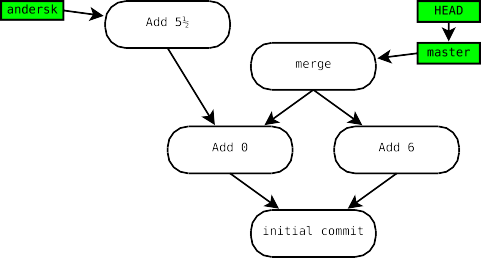 andersk
Add 5½
HEAD
master
merge
Add 0
Add 6
initial commit